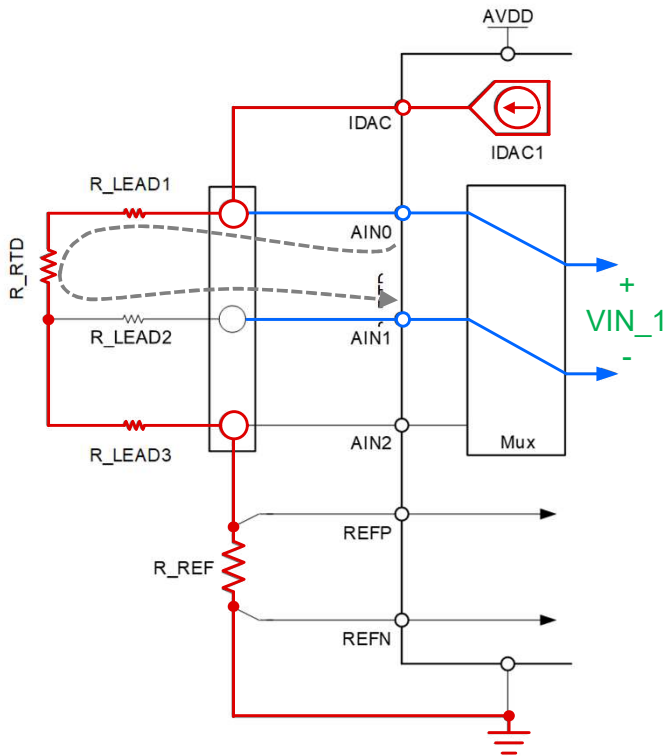 AVDD
IDAC
IDAC1
R_LEAD1
AIN0
R_RTD
+
VIN_1
-
R_LEAD2
AIN1
R_LEAD3
AIN2
Mux
REFP
R_REF
REFN